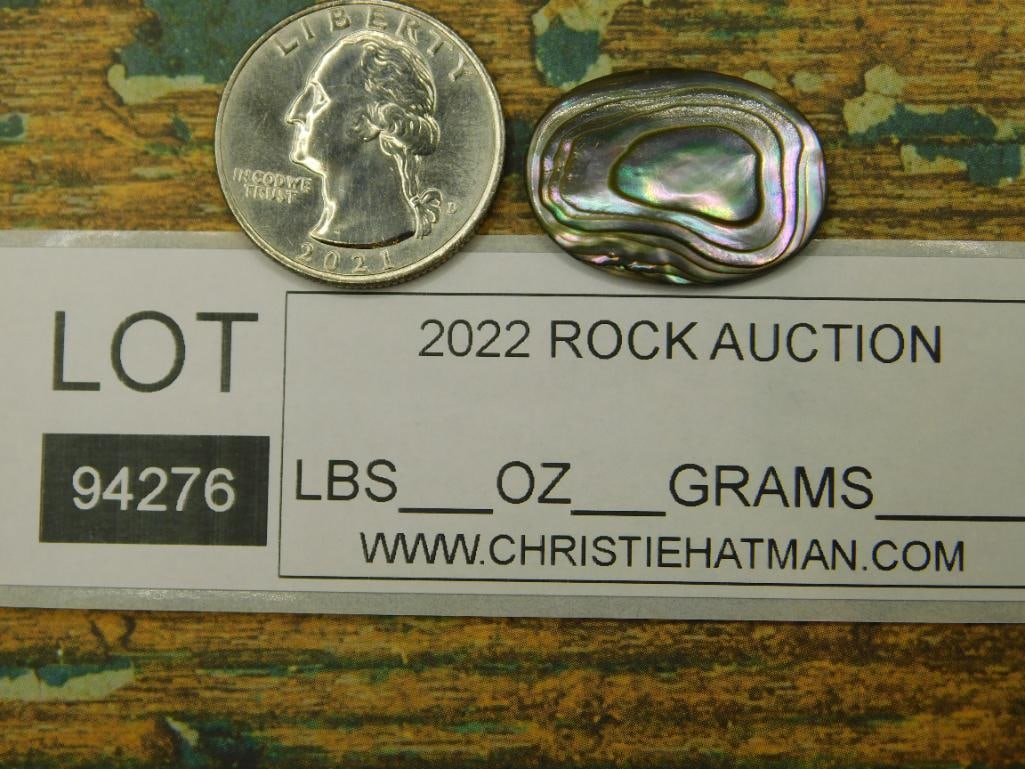 LIBERTY
IN GOD WE
TRUST
D
2021
LOT
94276
2022 ROCK AUCTION
LBS___OZ___GRAMS_____
WWW.CHRISTIEHATMAN.COM